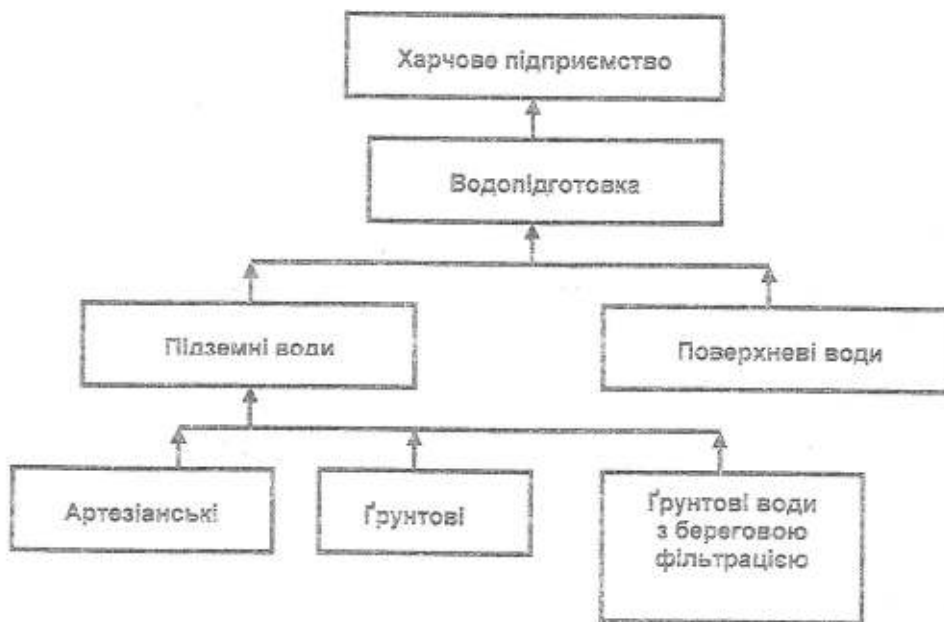 Харчове підприємство
Водопідготовка
Підземні води
Поверхневі води
Артезіанські
Ґрунтові
Ґрунтові води
з береговою
фільтрацією